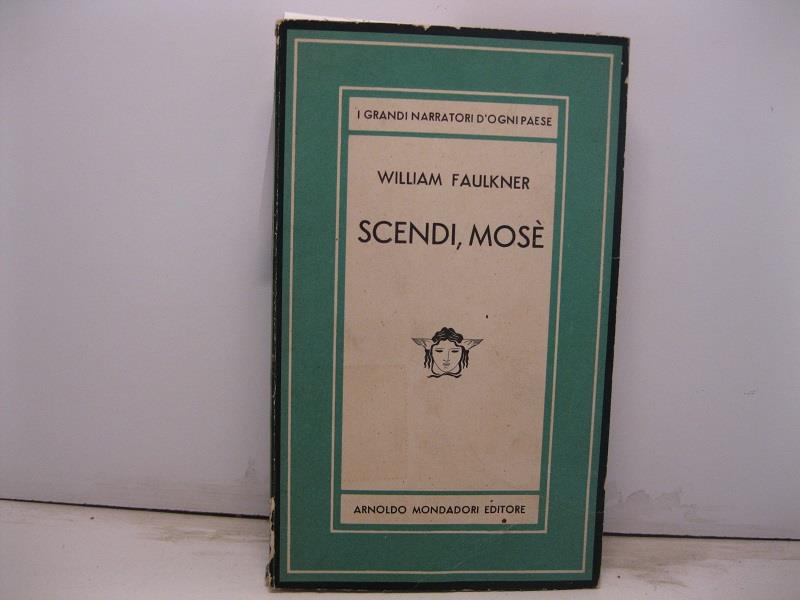 I GRANDI NARRATORI D'OGNI PAESE
WILLIAM FAULKNER
SCENDI, MOSÈ
ARNOLDO MONDADORI EDITORE